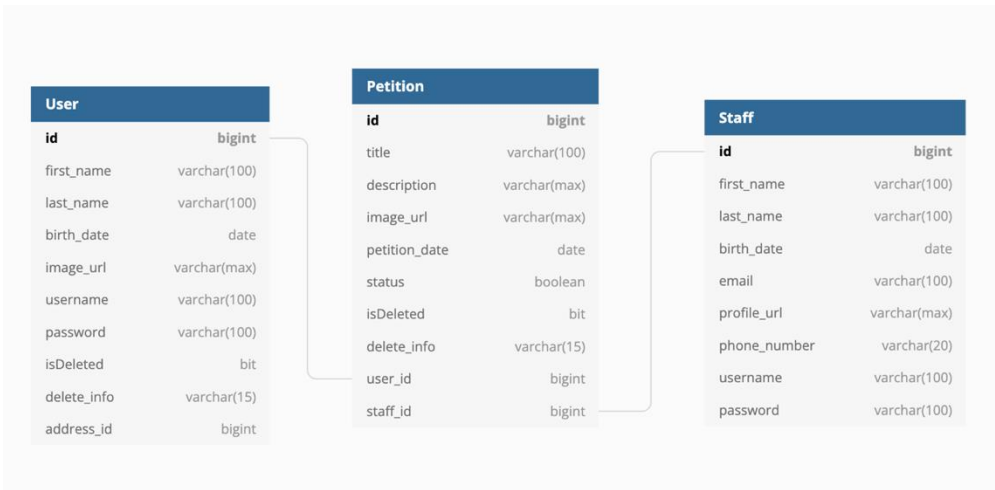 User
id bigint
first_name varchar(100)
last_name varchar(100)
birth_date date
image_url varchar(max)
username varchar(100)
password varchar(100)
isDeleted bit
delete_info varchar(15)
address_id bigint
Petition
id bigint
title varchar(100)
description varchar(max)
image_url varchar(max)
petition_date date
status boolean
isDeleted bit
delete_info varchar(15)
user_id bigint
staff_id bigint
Staff
id bigint
first_name varchar(100)
last_name varchar(100)
birth_date date
email varchar(100)
profile_url varchar(max)
phone_number varchar(20)
username varchar(100)
password varchar(100)